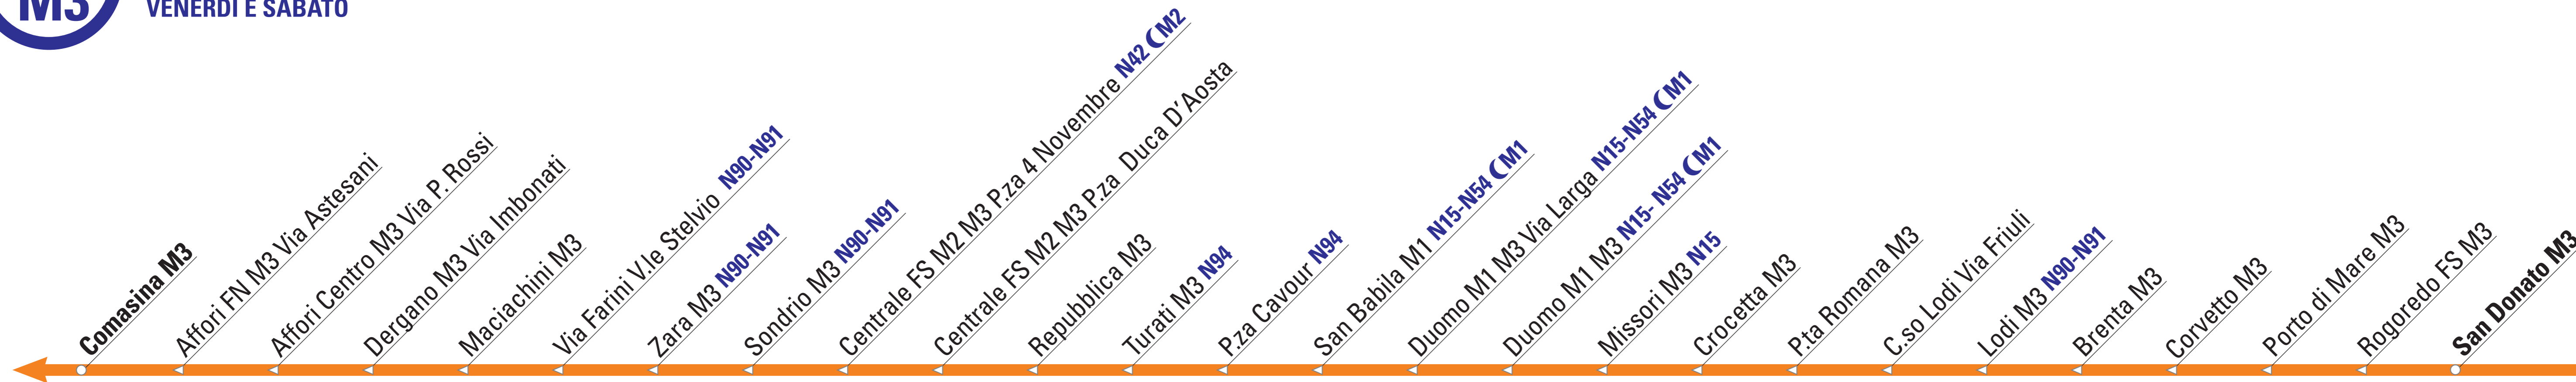 M3
VENERDÌ E SABATO
Comasina M3
Affori FN M3 Via Astesani
Affori Centro M3 Via P. Rossi
Dergano M3 Via Imbonati
Maciachini M3
Via Farini V.le Stelvio N90-N91
Zara M3 N90-N91
Sondrio M3 N90-N91
Centrale FS M2 M3 P.za 4 Novembre N42 M2
Centrale FS M2 M3 P.za Duca D'Aosta
Repubblica M3
Turati M3 N94
P.za Cavour N94
San Babila M1 N15-N54 M1
Duomo M1 M3 Via Larga N15-N54 M1
Duomo M1 M3 N15- N54 M1
Missori M3 N15
Crocetta M3
P.ta Romana M3
C.so Lodi Via Friuli
Lodi M3 N90-N91
Brenta M3
Corvetto M3
Porto di Mare M3
Rogoredo FS M3
San Donato M3